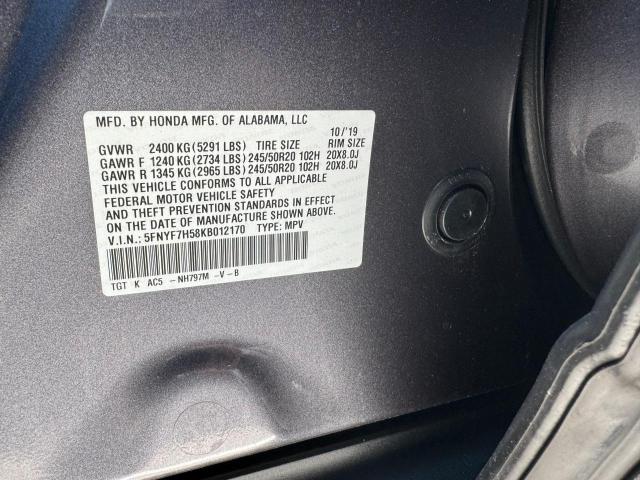 MFD. BY HONDA MFG. OF ALABAMA, LLC
10/'19
GVWR 2400 KG (5291 LBS) TIRE SIZE RIM SIZE
GAWR F 1240 KG (2734 LBS) 245/50R20 102H 20X8.0J
GAWR R 1345 KG (2965 LBS) 245/50R20 102H 20X8.0J
THIS VEHICLE CONFORMS TO ALL APPLICABLE
FEDERAL MOTOR VEHICLE SAFETY
AND THEFT PREVENTION STANDARDS IN EFFECT
ON THE DATE OF MANUFACTURE SHOWN ABOVE.
V.I.N.: 5FNYF7H58KB012170 TYPE: MPV
TGT K AC5 -NH797M -V -B